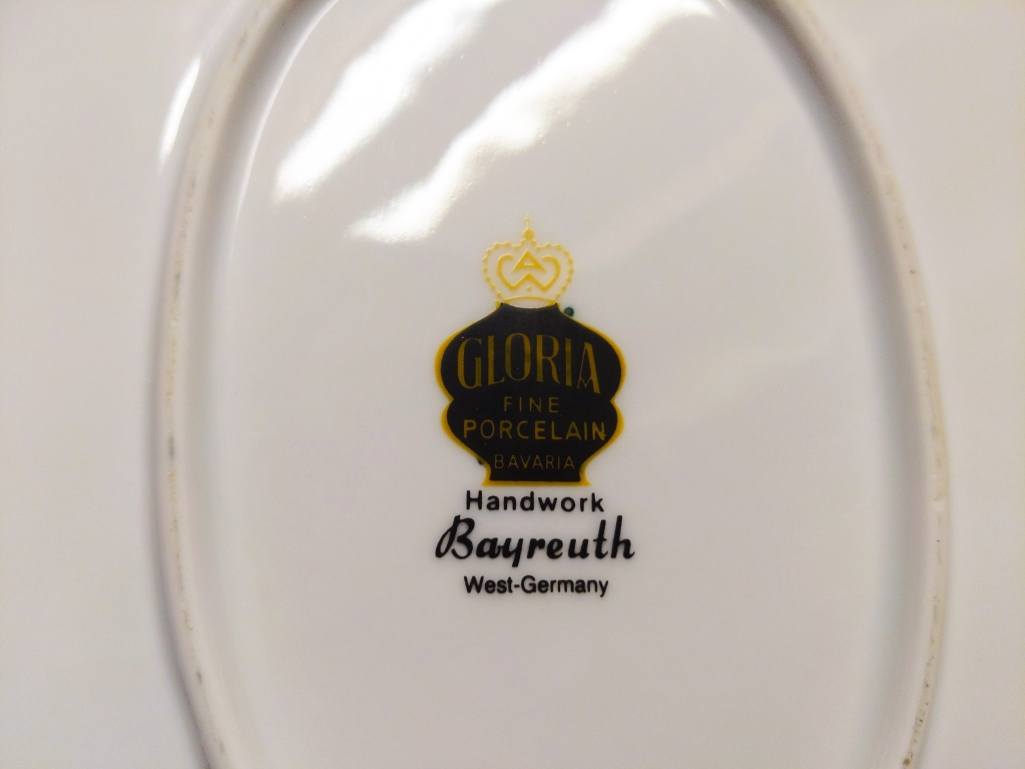 GLORIA
FINE
PORCELAIN
BAVARIA
Handwork
Bayreuth
West-Germany